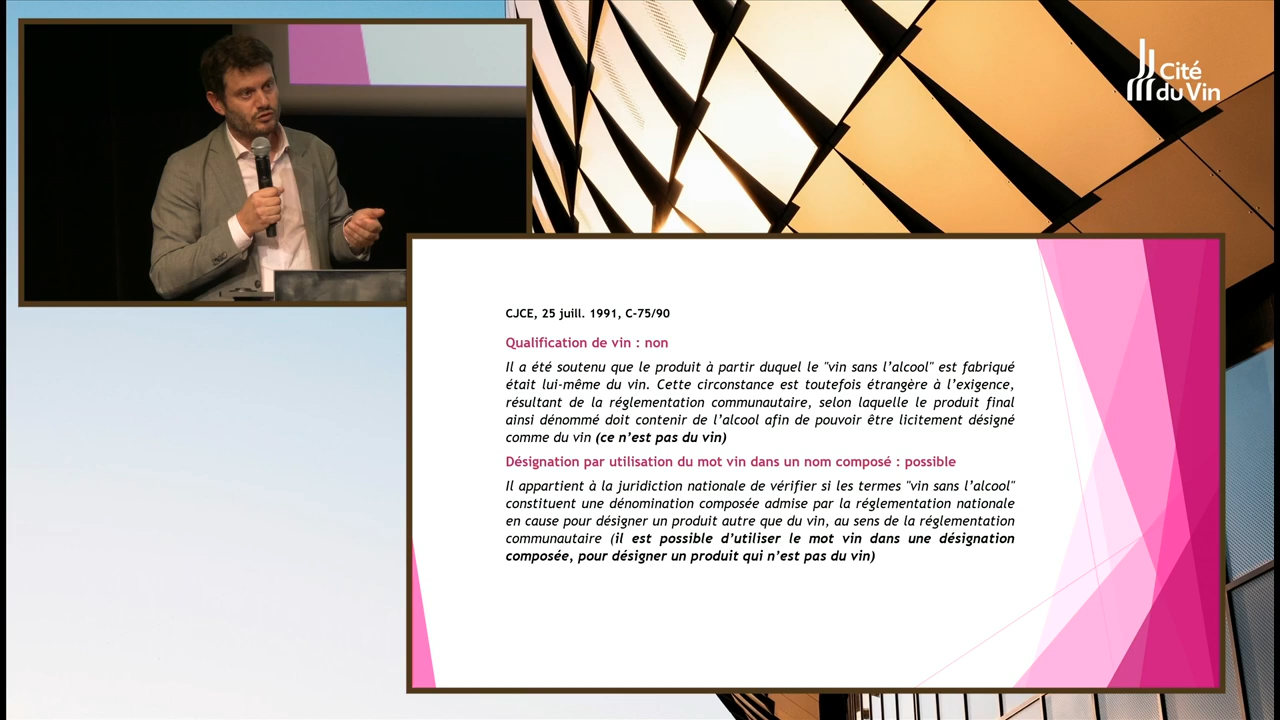 Cité
du Vin
CJCE, 25 juill. 1991, C-75/90
Qualification de vin : non
Il a été soutenu que le produit à partir duquel le "vin sans l’alcool" est fabriqué
était lui-même du vin. Cette circonstance est toutefois étrangère à l’exigence,
résultant de la réglementation communautaire, selon laquelle le produit final
ainsi dénommé doit contenir de l’alcool afin de pouvoir être licitement désigné
comme du vin (ce n’est pas du vin)
Désignation par utilisation du mot vin dans un nom composé : possible
Il appartient à la juridiction nationale de vérifier si les termes "vin sans l’alcool"
constituent une dénomination composée admise par la réglementation nationale
en cause pour désigner un produit autre que du vin, au sens de la réglementation
communautaire (il est possible d’utiliser le mot vin dans une désignation
composée, pour désigner un produit qui n’est pas du vin)